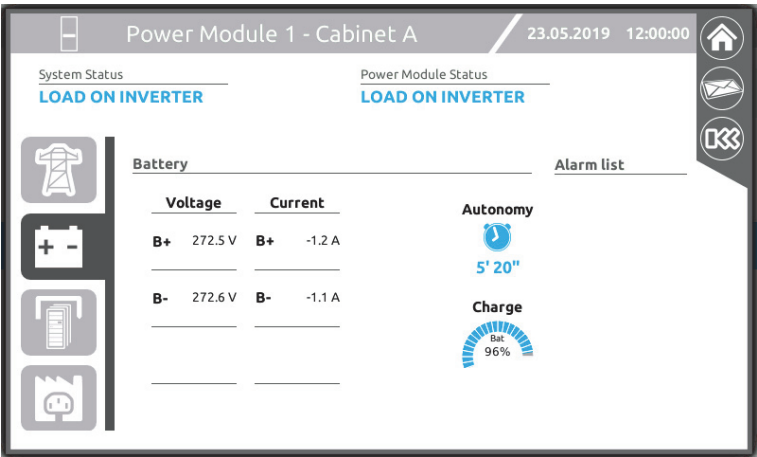 Power Module 1 - Cabinet A 23.05.2019 12:00:00
System Status Power Module Status
LOAD ON INVERTER LOAD ON INVERTER
Battery Alarm list
Voltage Current Autonomy
B+ 272.5 V B+ -1.2 A
5' 20"
B- 272.6 V B- -1.1 A
Charge
Bat
96%